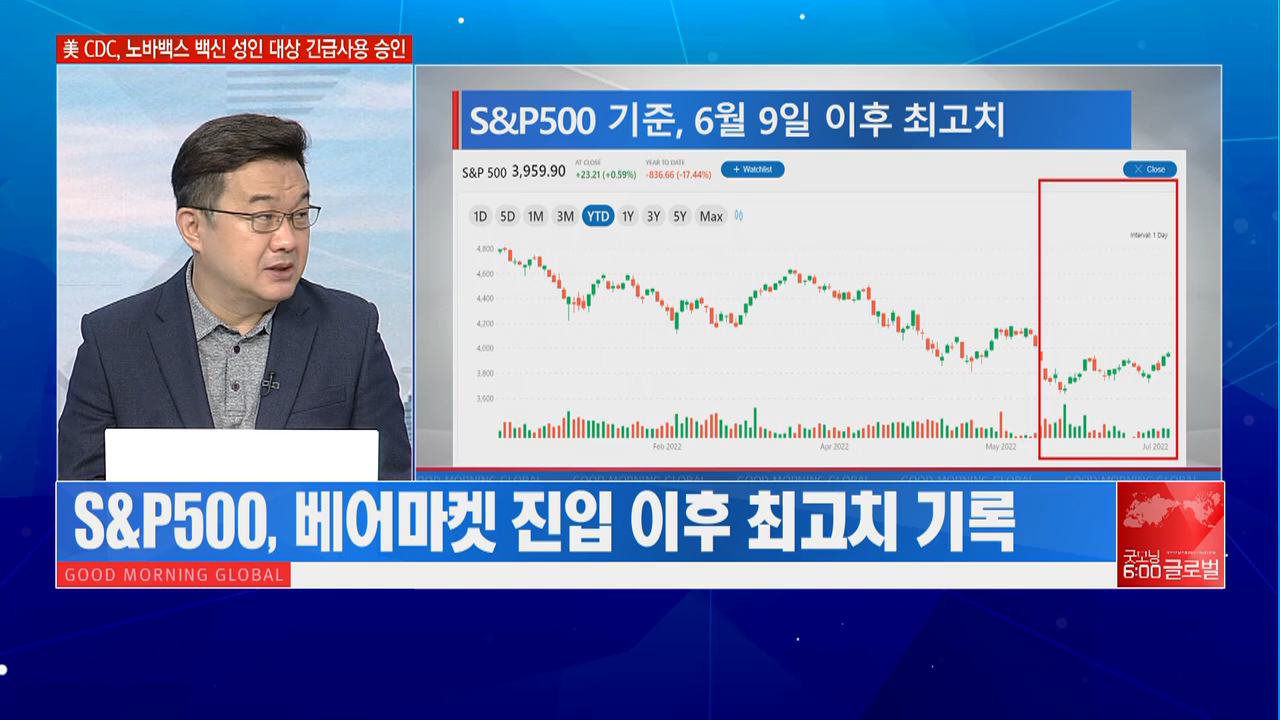 美 CDC, 노바백스 백신 성인 대상 긴급사용 승인
S&P500 기준, 6월 9일 이후 최고치
S&P 500 3,959.90
AT CLOSE
+23.21 (+0.59%)
YEAR TO DATE
-836.66 (-17.44%)
+ Watchlist
Close
1D 5D 1M 3M YTD 1Y 3Y 5Y Max
Interval: 1 Day
4,800
4,600
4,400
4,200
4,000
3,800
3,600
Feb 2022 Apr 2022 May 2022 Jul 2022
S&P500, 베어마켓 진입 이후 최고치 기록
GOOD MORNING GLOBAL
굿모닝
6:00 글로벌